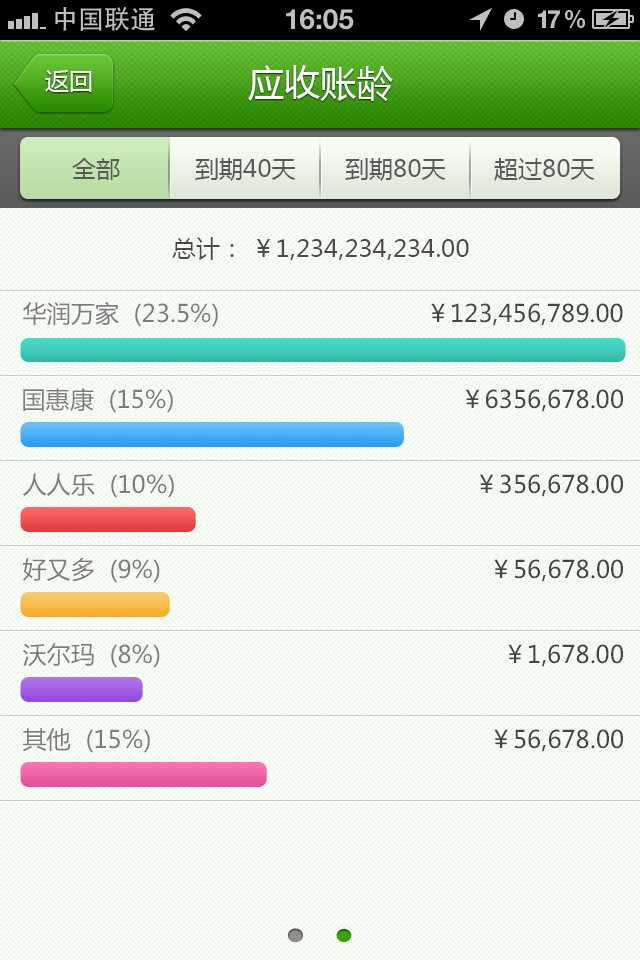 中国联通 16:05 17%
返回 应收账龄
全部 到期40天 到期80天 超过80天
总计： ￥1,234,234,234.00
华润万家 (23.5%) ￥123,456,789.00
国惠康 (15%) ￥6356,678.00
人人乐 (10%) ￥356,678.00
好又多 (9%) ￥56,678.00
沃尔玛 (8%) ￥1,678.00
其他 (15%) ￥56,678.00